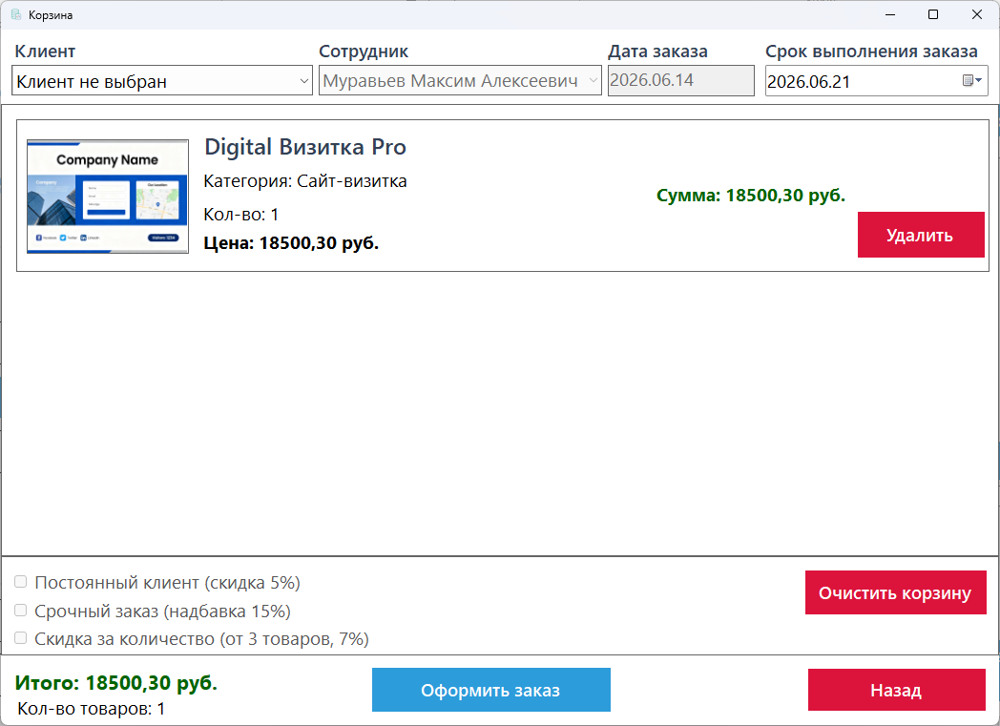 Корзина
Клиент
Сотрудник
Дата заказа
Срок выполнения заказа
Клиент не выбран
Муравьев Максим Алексеевич
2026.06.14
2026.06.21
Company Name
Company
Digital Визитка Pro
Категория: Сайт-визитка
Кол-во: 1
Цена: 18500,30 руб.
Сумма: 18500,30 руб.
Удалить
Постоянный клиент (скидка 5%)
Срочный заказ (надбавка 15%)
Скидка за количество (от 3 товаров, 7%)
Очистить корзину
Итого: 18500,30 руб.
Кол-во товаров: 1
Оформить заказ
Назад